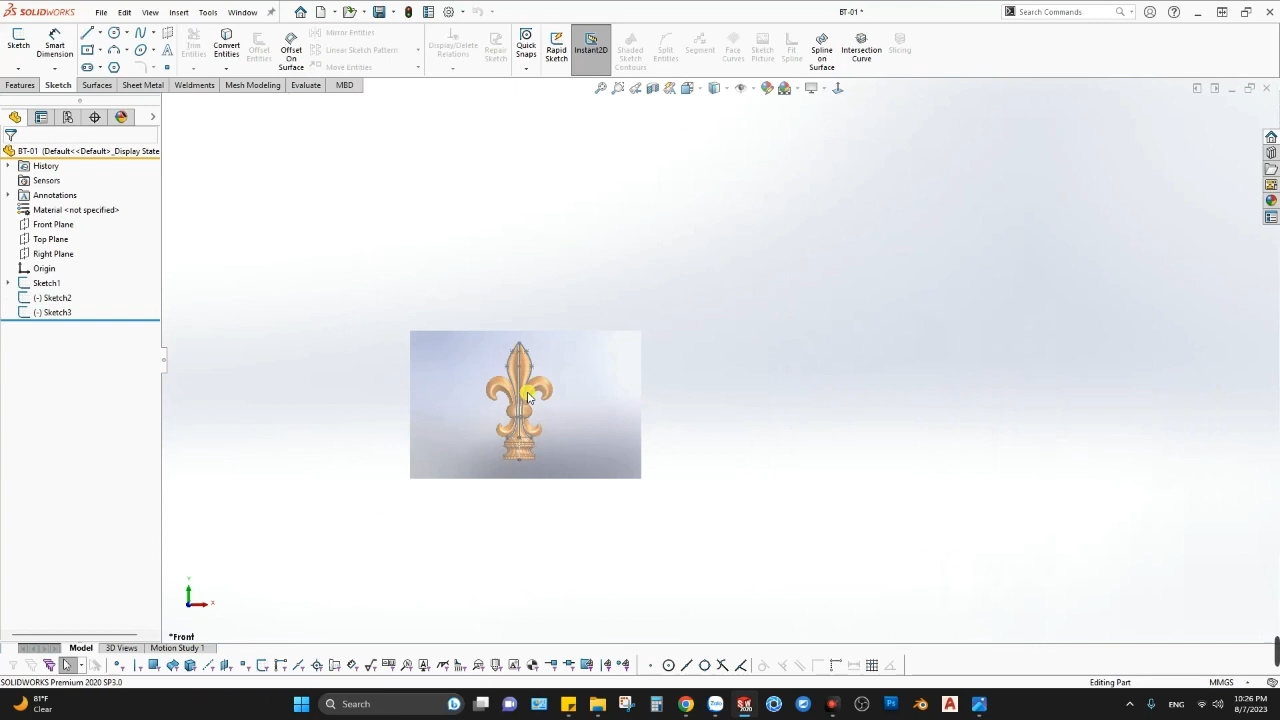 SOLIDWORKS File Edit View Insert Tools Window BT-01 * Search Commands
Sketch Smart Dimension Trim Entities Convert Entities Offset Entities Offset On Surface Mirror Entities Linear Sketch Pattern Move Entities Display/Delete Relations Repair Sketch Quick Snaps Rapid Sketch Instant2D Shaded Sketch Contours Split Entities Segment Face Curves Sketch Picture Fit Spline Spline on Surface Intersection Curve Slicing
Features Sketch Surfaces Sheet Metal Weldments Mesh Modeling Evaluate MBD
BT-01 (Default<<Default>_Display State
History
Sensors
Annotations
Material <not specified>
Front Plane
Top Plane
Right Plane
Origin
Sketch1
(-) Sketch2
(-) Sketch3
Y
X
*Front
Model 3D Views Motion Study 1
SOLIDWORKS Premium 2020 SP3.0 Editing Part MMGS
81°F
Clear
Search
Zalo
2020
Ps
A
ENG
10:26 PM
8/7/2023